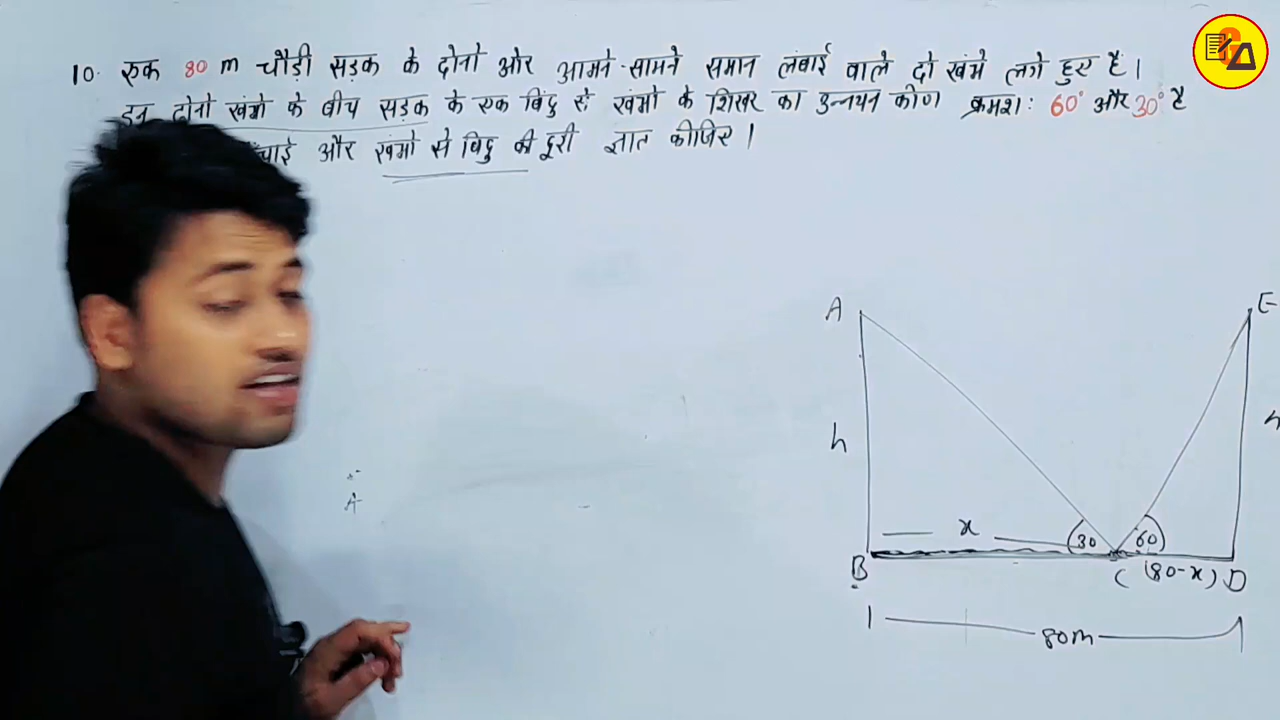 10. एक 80 m चौड़ी सड़क के दोनो ओर आमने-सामने समान लंबाई वाले दो खंभे लगे हुए है।
इन दोनो खंभो के बीच सड़क के एक बिंदु से खंभो के शिखर का उन्नयन कोण क्रमश: 60° और 30° है
और खंभो से बिंदु की दूरी ज्ञात कीजिए।
A E
h h
A
x
30 60
B C (80-x) D
80m